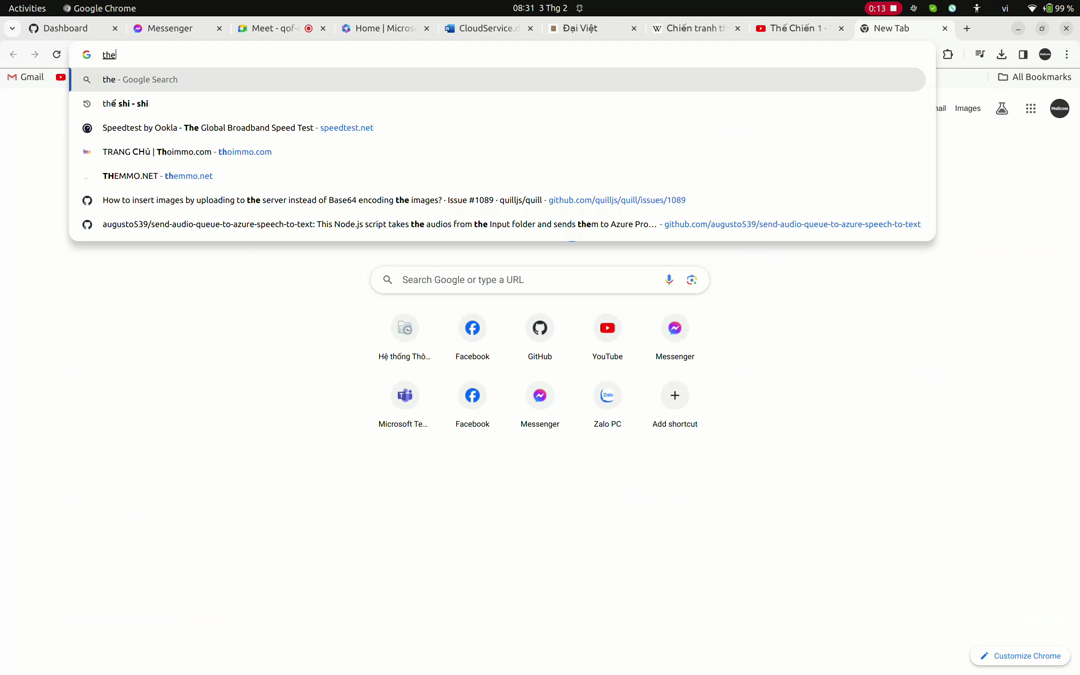 Activities Google Chrome 08:31 3 Thg 2 0:13 vi 99 %
Dashboard Messenger Meet - qof Home | Micros CloudService.c Đại Việt Chiến tranh th Thế Chiến 1 - New Tab
the
Gmail All Bookmarks
the - Google Search
thể shi - shi
Speedtest by Ookla - The Global Broadband Speed Test - speedtest.net
TRANG CHủ | Thoimmo.com - thoimmo.com
THEMMO.NET - themmo.net
How to insert images by uploading to the server instead of Base64 encoding the images? · Issue #1089 · quilljs/quill - github.com/quilljs/quill/issues/1089
augusto539/send-audio-queue-to-azure-speech-to-text: This Node.js script takes the audios from the Input folder and sends them to Azure Pro... - github.com/augusto539/send-audio-queue-to-azure-speech-to-text
ail Images
Search Google or type a URL
Hệ thống Thô... Facebook GitHub YouTube Messenger
Microsoft Te... Facebook Messenger Zalo PC Add shortcut
Customize Chrome